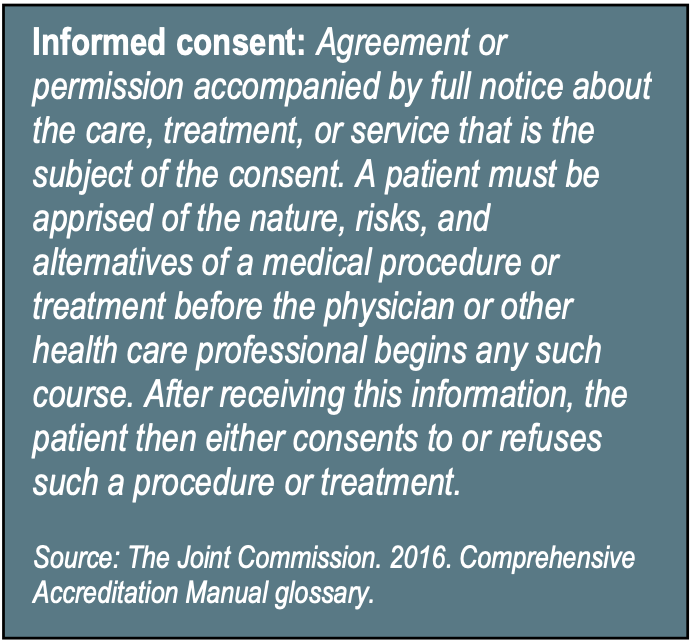 Informed consent: Agreement or
permission accompanied by full notice about
the care, treatment, or service that is the
subject of the consent. A patient must be
apprised of the nature, risks, and
alternatives of a medical procedure or
treatment before the physician or other
health care professional begins any such
course. After receiving this information, the
patient then either consents to or refuses
such a procedure or treatment.
Source: The Joint Commission. 2016. Comprehensive
Accreditation Manual glossary.